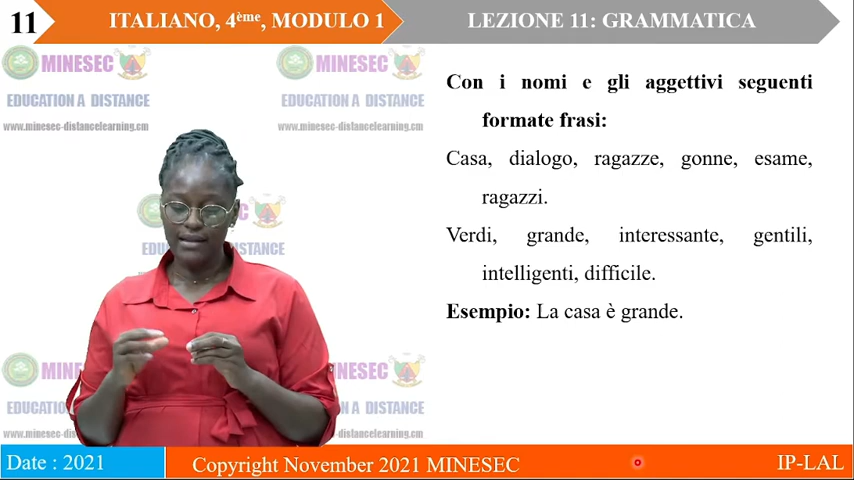 11
ITALIANO, 4ème, MODULO 1
LEZIONE 11: GRAMMATICA
MINESEC
EDUCATION A DISTANCE
www.minesec-distancelearning.cm
MINESEC
EDUCATION A DISTANCE
www.minesec-distancelearning.cm
Con i nomi e gli aggettivi seguenti
formate frasi:
Casa, dialogo, ragazze, gonne, esame,
ragazzi.
Verdi, grande, interessante, gentili,
intelligenti, difficile.
Esempio: La casa è grande.
MINESEC
Date : 2021
Copyright November 2021 MINESEC
IP-LAL